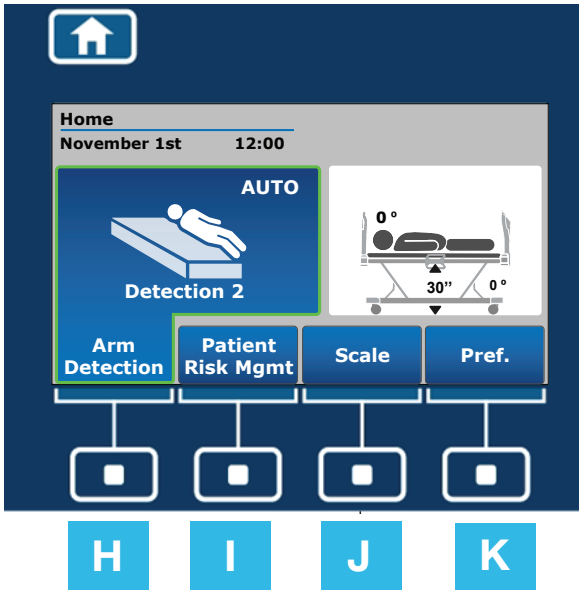 Home
November 1st 12:00
AUTO
Detection 2
0 °
30”
0 °
Arm
Detection
Patient
Risk Mgmt
Scale
Pref.
H I J K